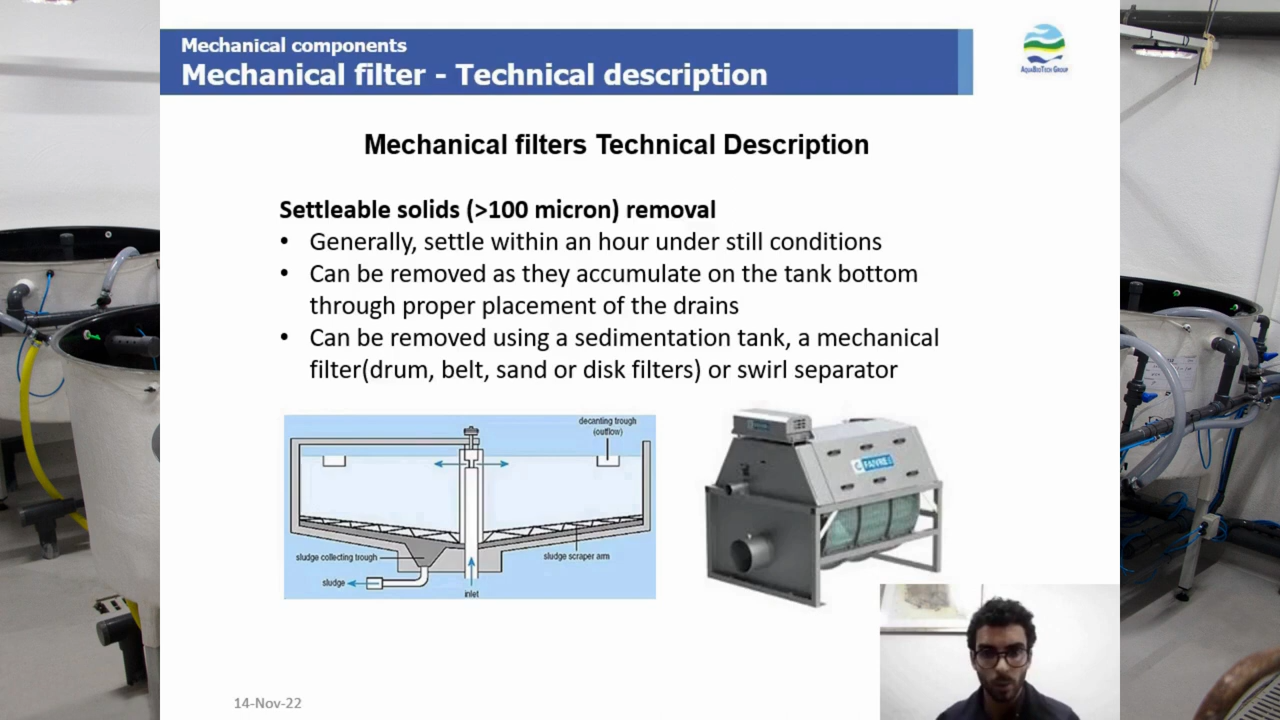 Mechanical components
Mechanical filter - Technical description
AquaBioTech Group
Mechanical filters Technical Description
Settleable solids (>100 micron) removal
• Generally, settle within an hour under still conditions
• Can be removed as they accumulate on the tank bottom
through proper placement of the drains
• Can be removed using a sedimentation tank, a mechanical
filter(drum, belt, sand or disk filters) or swirl separator
decanting trough
(outflow)
sludge collecting trough
sludge scraper arm
sludge
inlet
FAIVRE
14-Nov-22